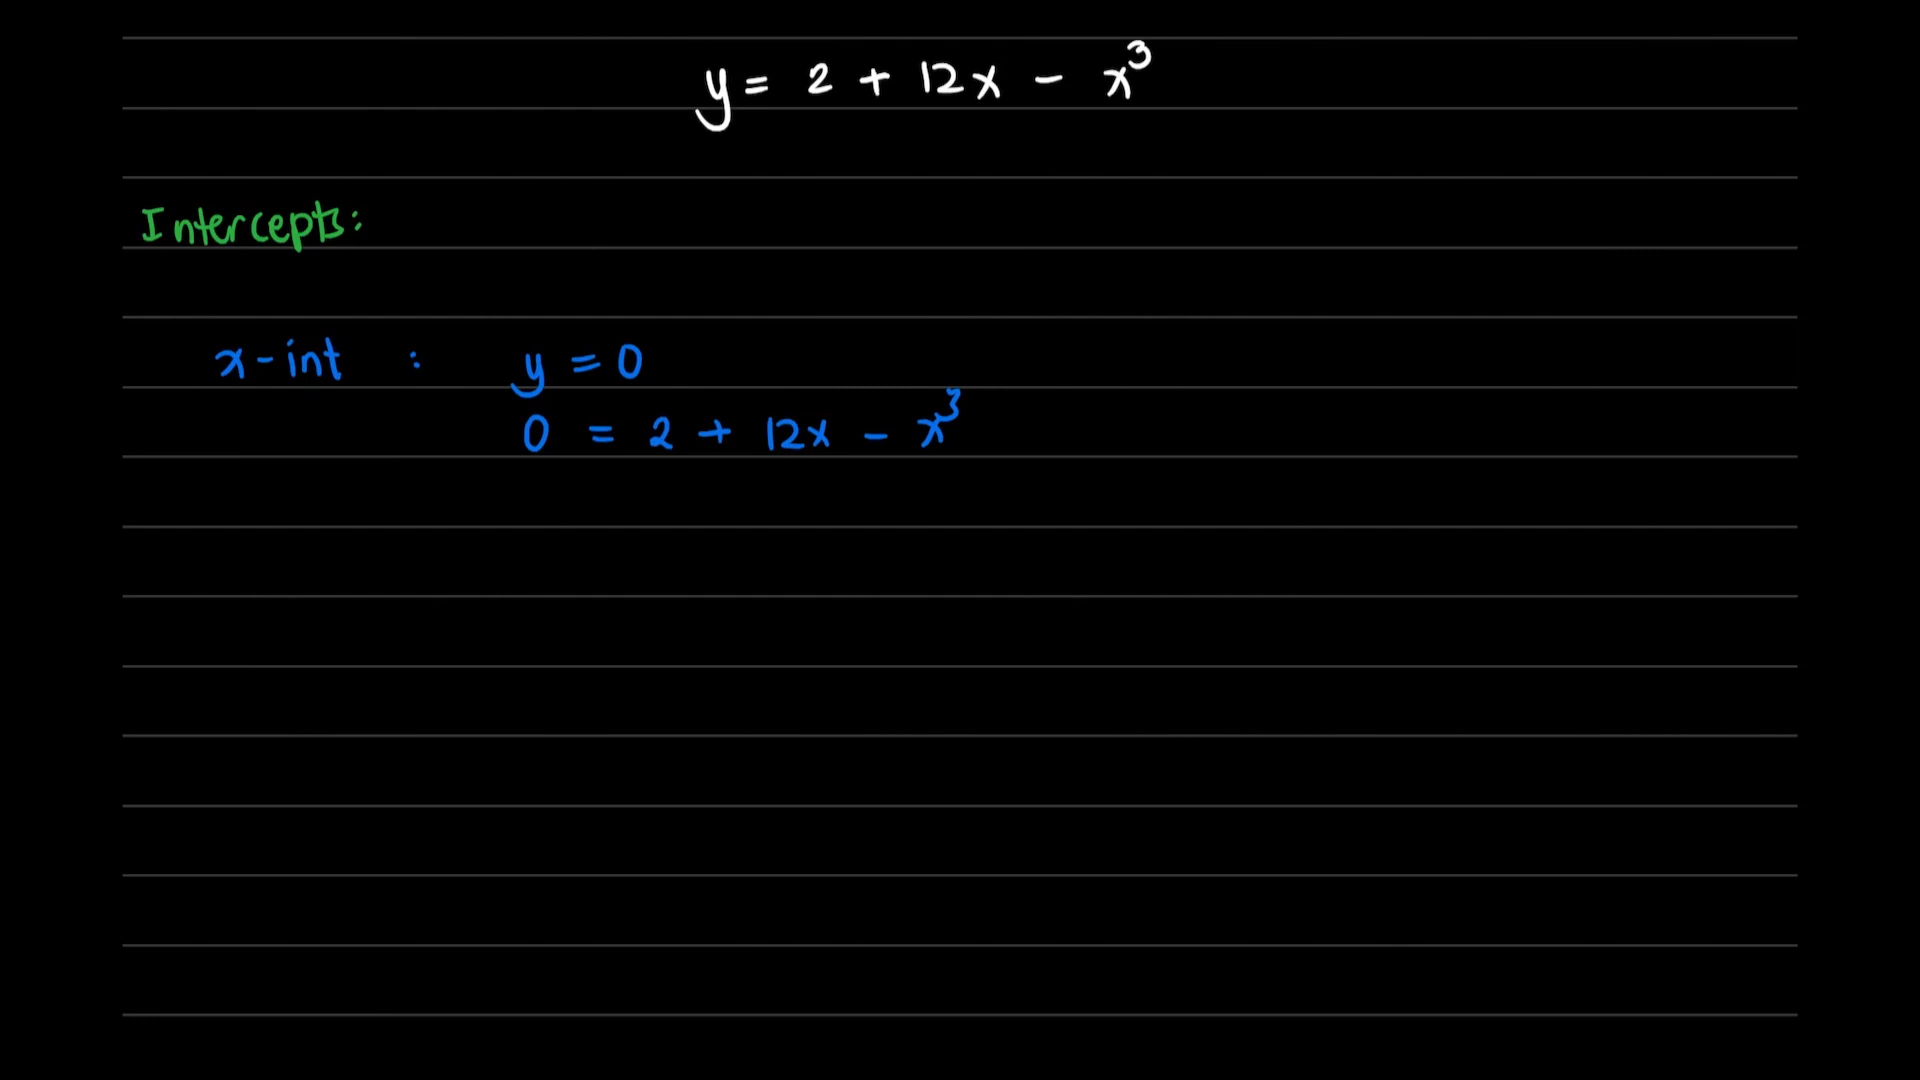 y = 2 + 12x - x³
Intercepts:
x-int : y = 0
0 = 2 + 12x - x³